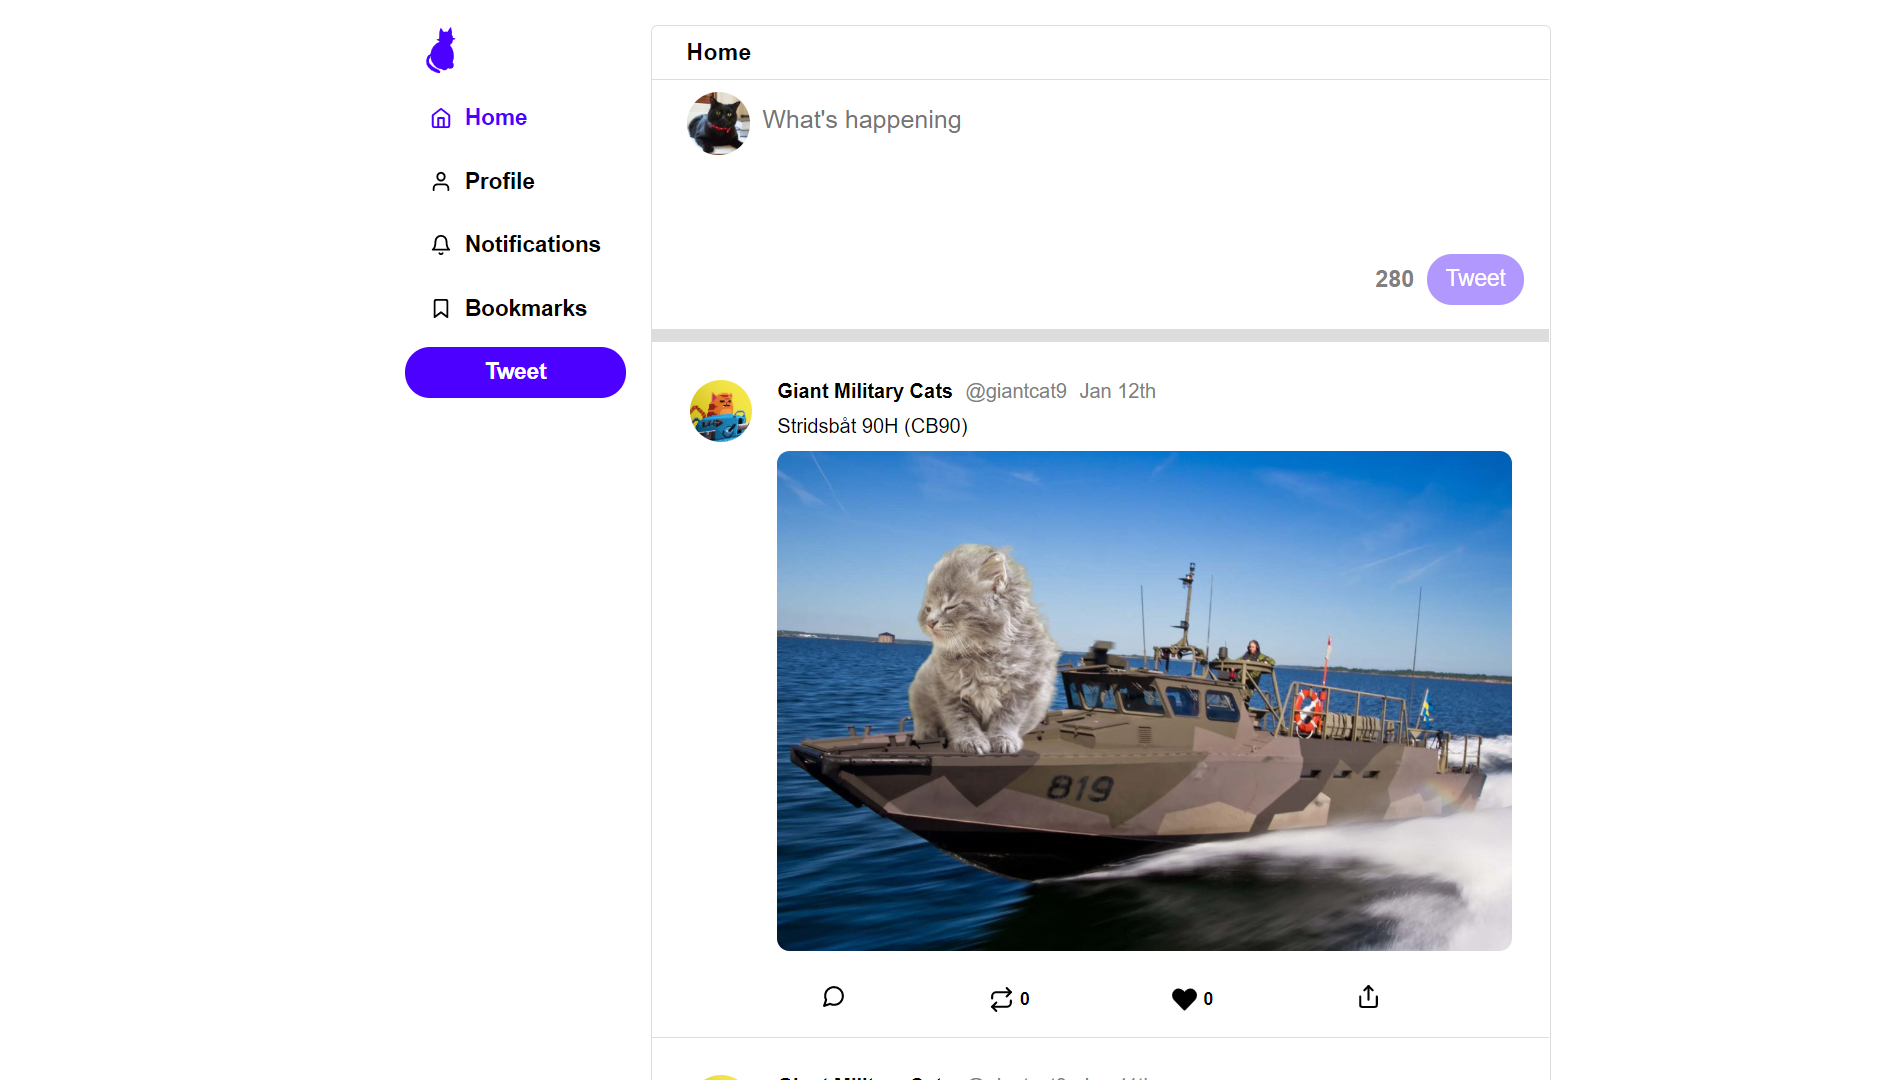 Home
Profile
Notifications
Bookmarks
Tweet
Home
What's happening
280 Tweet
Giant Military Cats @giantcat9 Jan 12th
Stridsbåt 90H (CB90)
819
0 0